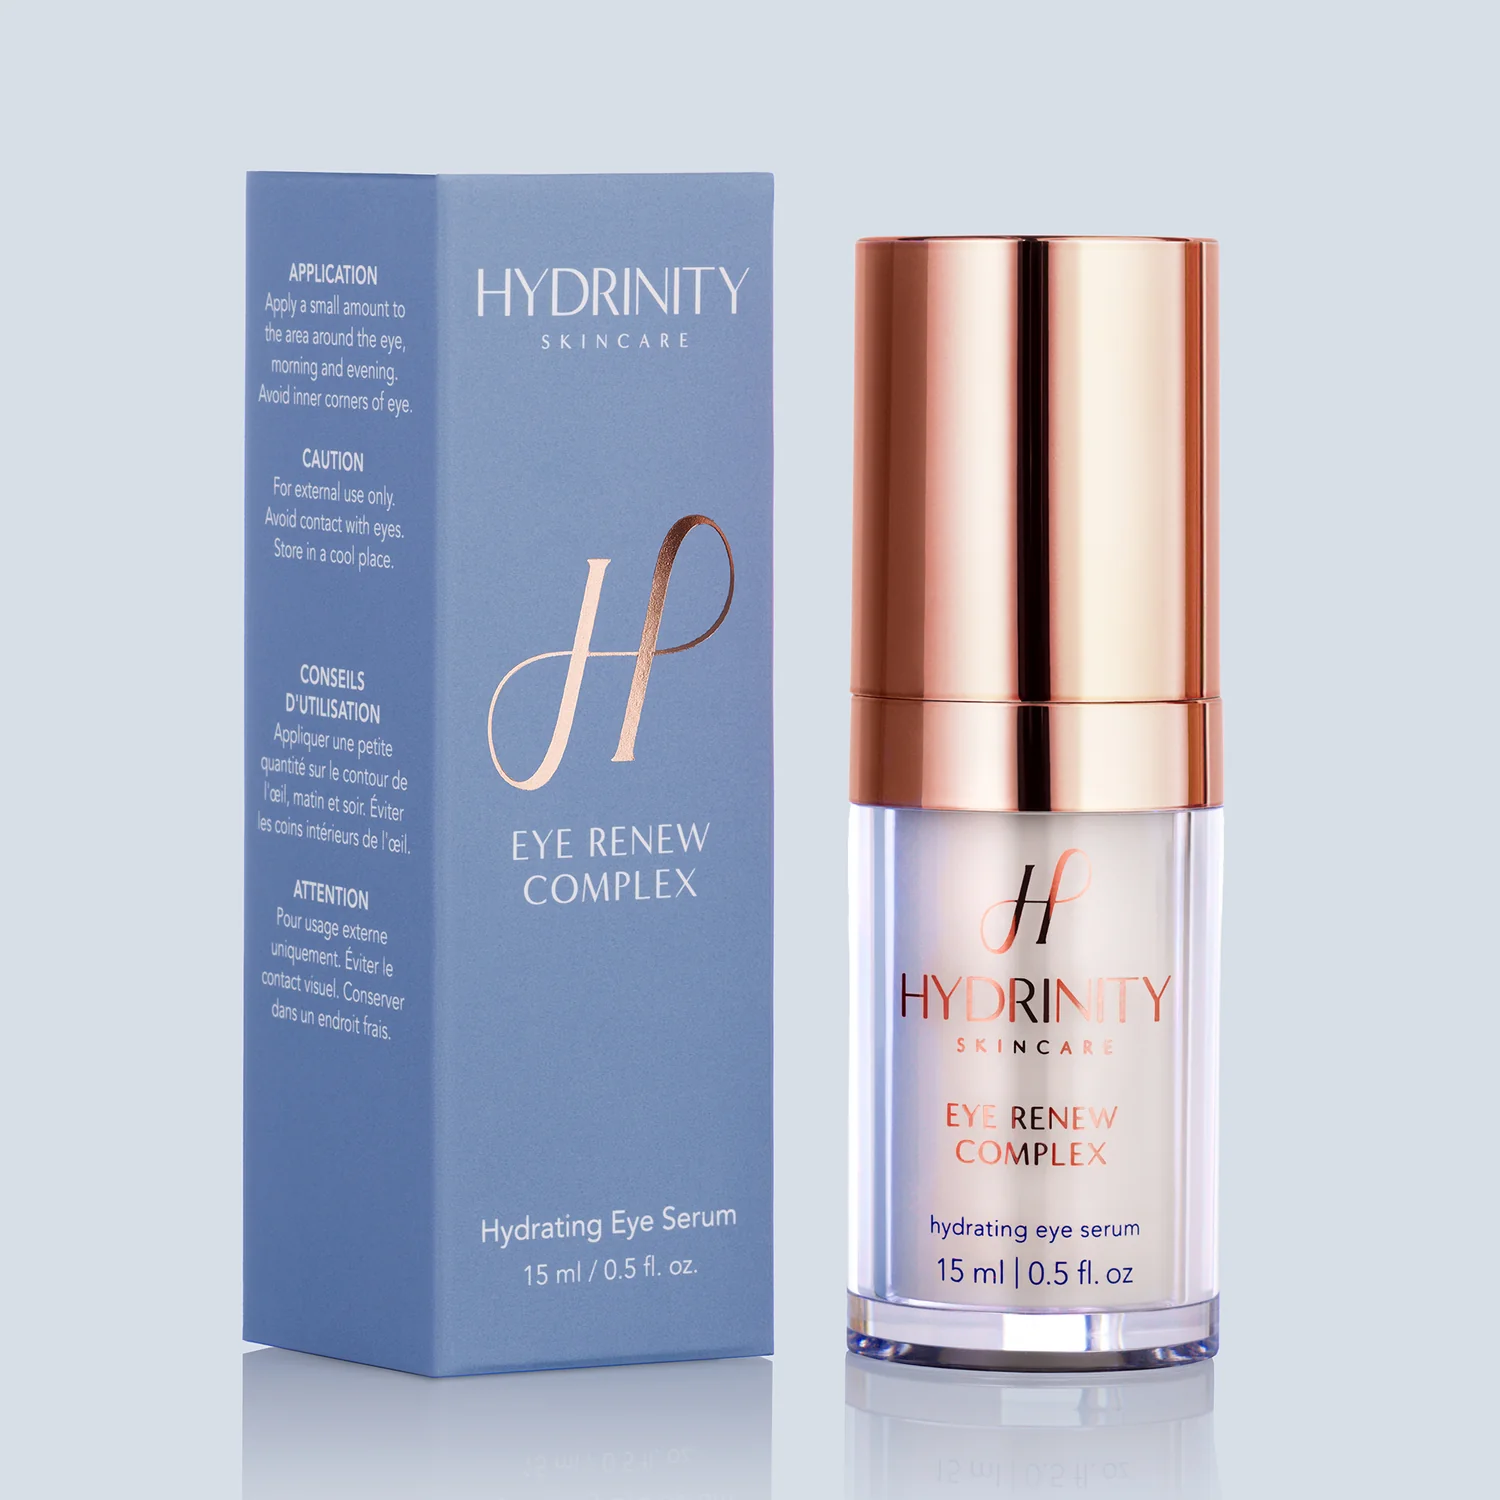 APPLICATION
Apply a small amount to
the area around the eye,
morning and evening.
Avoid inner corners of eye.
CAUTION
For external use only.
Avoid contact with eyes.
Store in a cool place.
CONSEILS
D'UTILISATION
Appliquer une petite
quantité sur le contour de
l'œil, matin et soir. Éviter
les coins intérieurs de l'œil.
ATTENTION
Pour usage externe
uniquement. Éviter le
contact visuel. Conserver
dans un endroit frais.
HYDRINITY
SKINCARE
H
EYE RENEW
COMPLEX
Hydrating Eye Serum
15 ml / 0.5 fl. oz.
H
HYDRINITY
SKINCARE
EYE RENEW
COMPLEX
hydrating eye serum
15 ml | 0.5 fl. oz